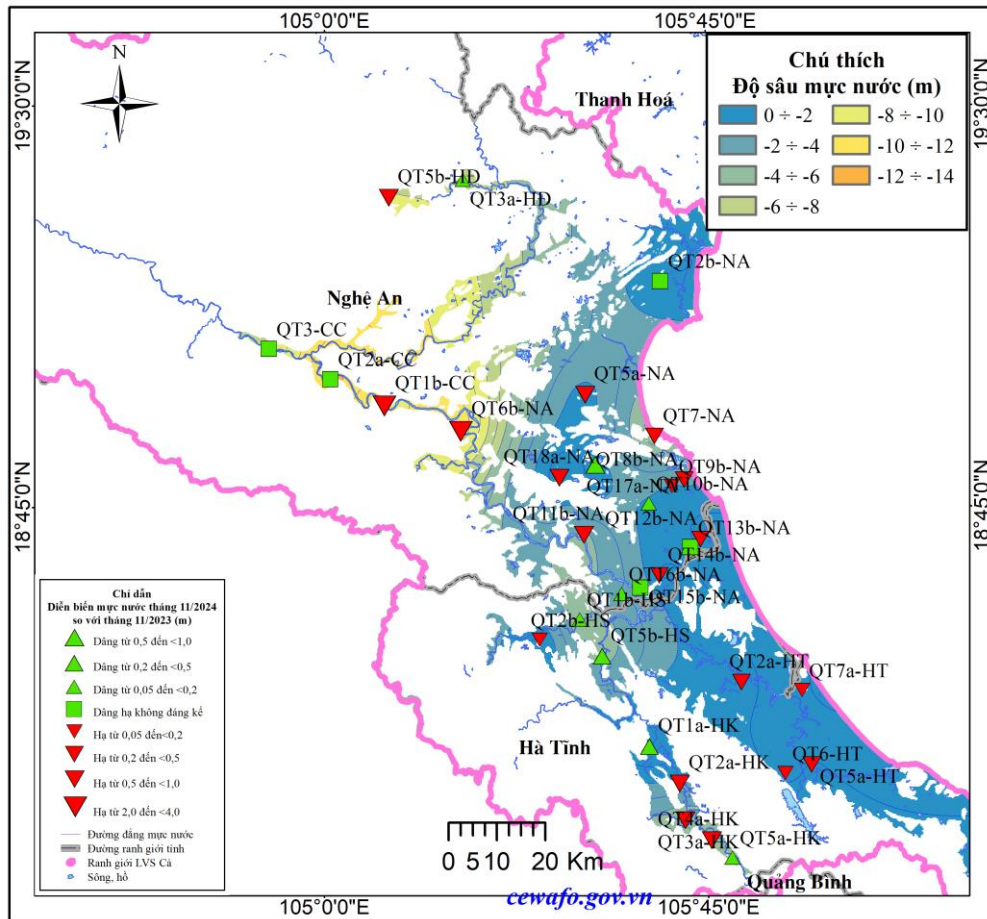 105°0'0"E
105°45'0"E
N
19°30'0"N
19°30'0"N
Thanh Hoá
Chú thích
Độ sâu mực nước (m)
0 ÷ -2
-8 ÷ -10
-2 ÷ -4
-10 ÷ -12
-4 ÷ -6
-12 ÷ -14
-6 ÷ -8
QT5b-HĐ
QT3a-HĐ
QT2b-NA
Nghệ An
QT3-CC
QT2a-CC
QT1b-CC
QT5a-NA
QT6b-NA
QT7-NA
QT18a-NA
QT8b-NA
QT9b-NA
QT17a-NA
QT10b-NA
18°45'0"N
18°45'0"N
QT11b-NA
QT12b-NA
QT13b-NA
QT14b-NA
QT16b-NA
QT1b-HS
QT15b-NA
QT2b-HS
QT5b-HS
QT2a-HT
QT7a-HT
Hà Tĩnh
QT1a-HK
QT2a-HK
QT6-HT
QT5a-HT
QT4a-HK
QT3a-HK
QT5a-HK
Quảng Bình
Chỉ dẫn
Diễn biến mực nước tháng 11/2024
so với tháng 11/2023 (m)
Dâng từ 0,5 đến <1,0
Dâng từ 0,2 đến <0,5
Dâng từ 0,05 đến <0,2
Dâng hạ không đáng kể
Hạ từ 0,05 đến<0,2
Hạ từ 0,2 đến <0,5
Hạ từ 0,5 đến <1,0
Hạ từ 2,0 đến <4,0
Đường đẳng mực nước
Đường ranh giới tỉnh
Ranh giới LVS Cả
Sông, hồ
0 5 10 20 Km
cewafo.gov.vn
105°0'0"E
105°45'0"E